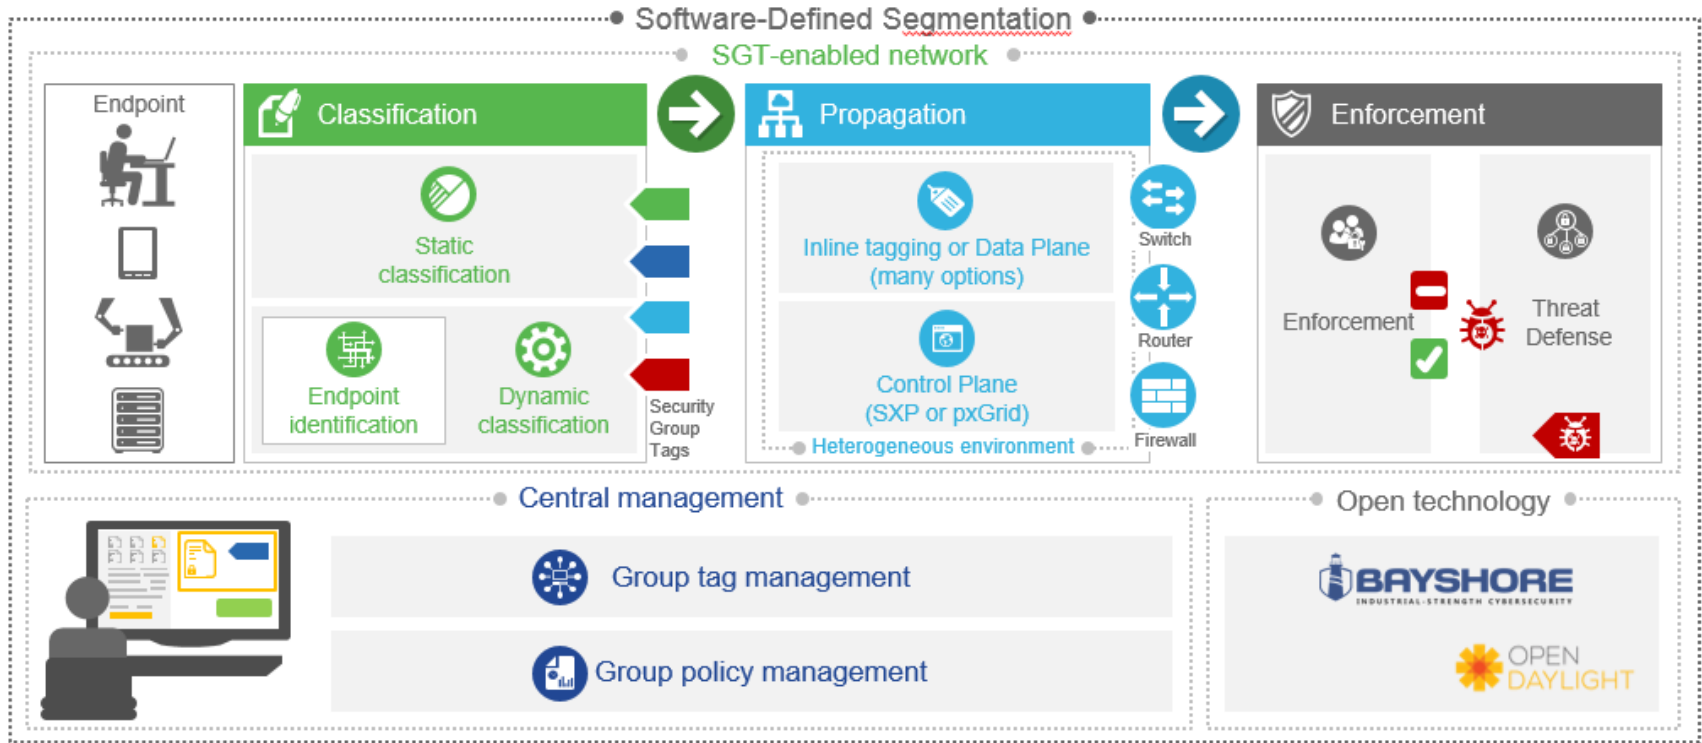 Software-Defined Segmentation
SGT-enabled network
Endpoint
Classification
Static
classification
Endpoint
identification
Dynamic
classification
Security
Group
Tags
Propagation
Inline tagging or Data Plane
(many options)
Control Plane
(SXP or pxGrid)
Heterogeneous environment
Switch
Router
Firewall
Enforcement
Enforcement
Threat
Defense
Central management
Group tag management
Group policy management
Open technology
BAYSHORE
INDUSTRIAL-STRENGTH CYBERSECURITY
OPEN
DAYLIGHT